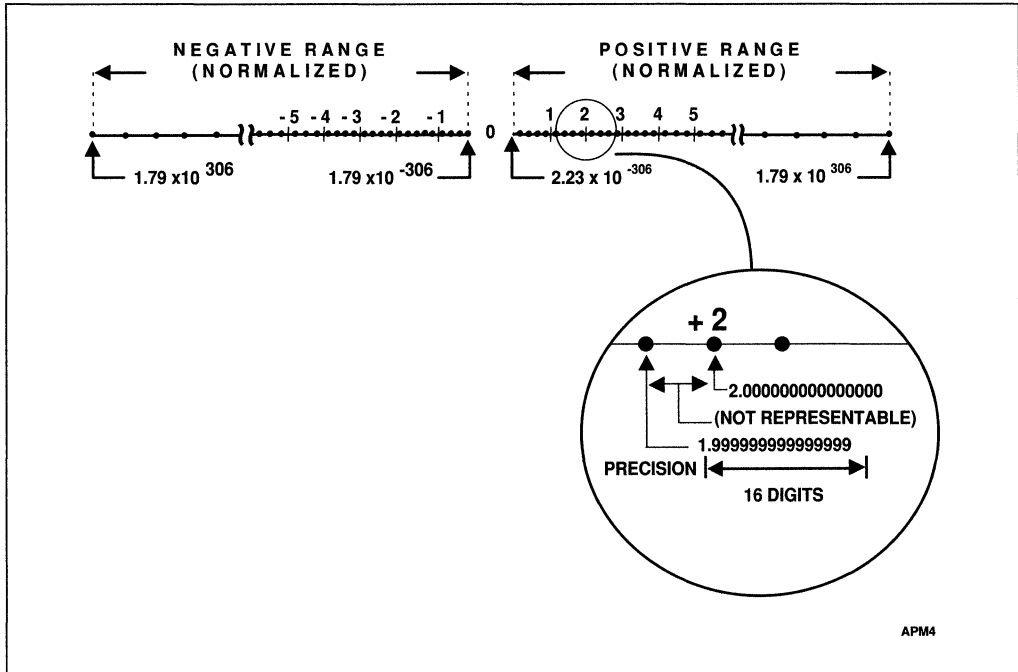 NEGATIVE RANGE
(NORMALIZED)
POSITIVE RANGE
(NORMALIZED)
-5 -4 -3 -2 -1 0 1 2 3 4 5
1.79 x10 306
1.79 x10 -306
2.23 x 10 -306
1.79 x 10 306
+ 2
2.000000000000000
(NOT REPRESENTABLE)
1.999999999999999
PRECISION
16 DIGITS
APM4